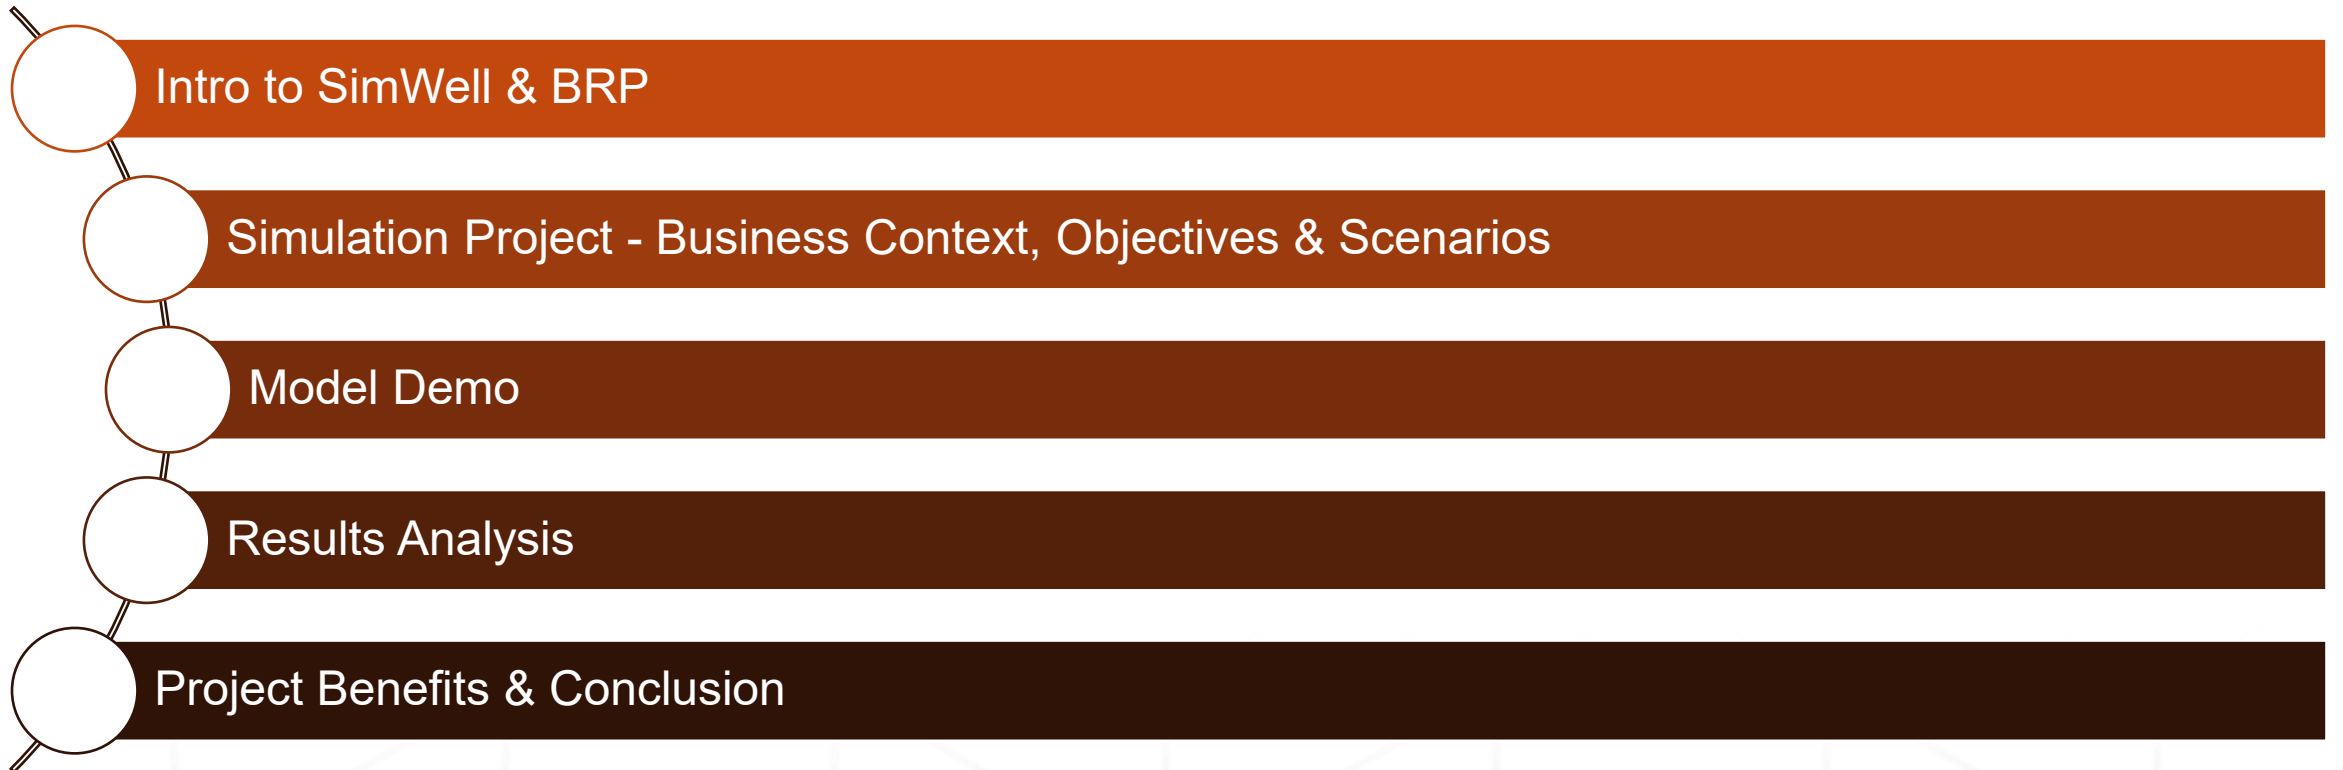 Intro to SimWell & BRP
Simulation Project - Business Context, Objectives & Scenarios
Model Demo
Results Analysis
Project Benefits & Conclusion